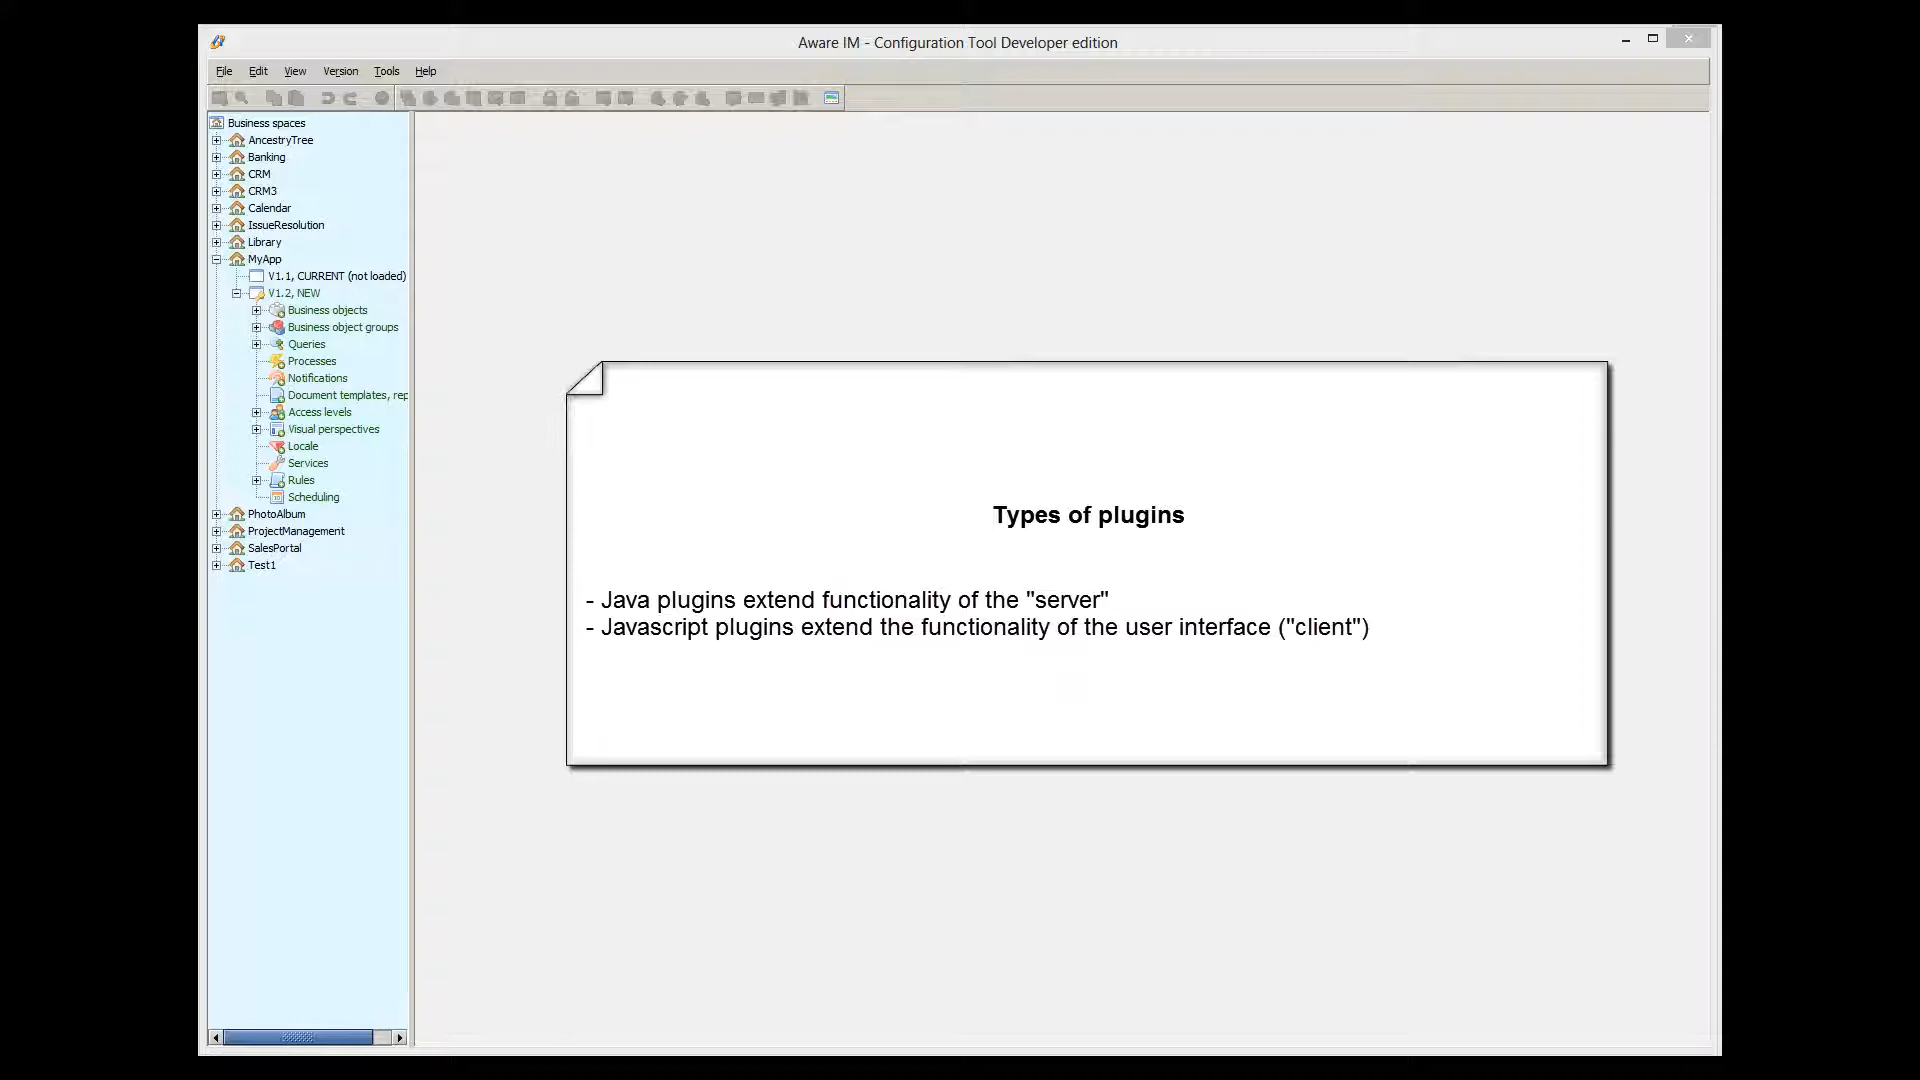 Aware IM - Configuration Tool Developer edition
File Edit View Version Tools Help
Business spaces
AncestryTree
Banking
CRM
CRM3
Calendar
IssueResolution
Library
MyApp
V1.1, CURRENT (not loaded)
V1.2, NEW
Business objects
Business object groups
Queries
Processes
Notifications
Document templates, rep
Access levels
Visual perspectives
Locale
Services
Rules
Scheduling
PhotoAlbum
ProjectManagement
SalesPortal
Test1
Types of plugins
- Java plugins extend functionality of the "server"
- Javascript plugins extend the functionality of the user interface ("client")